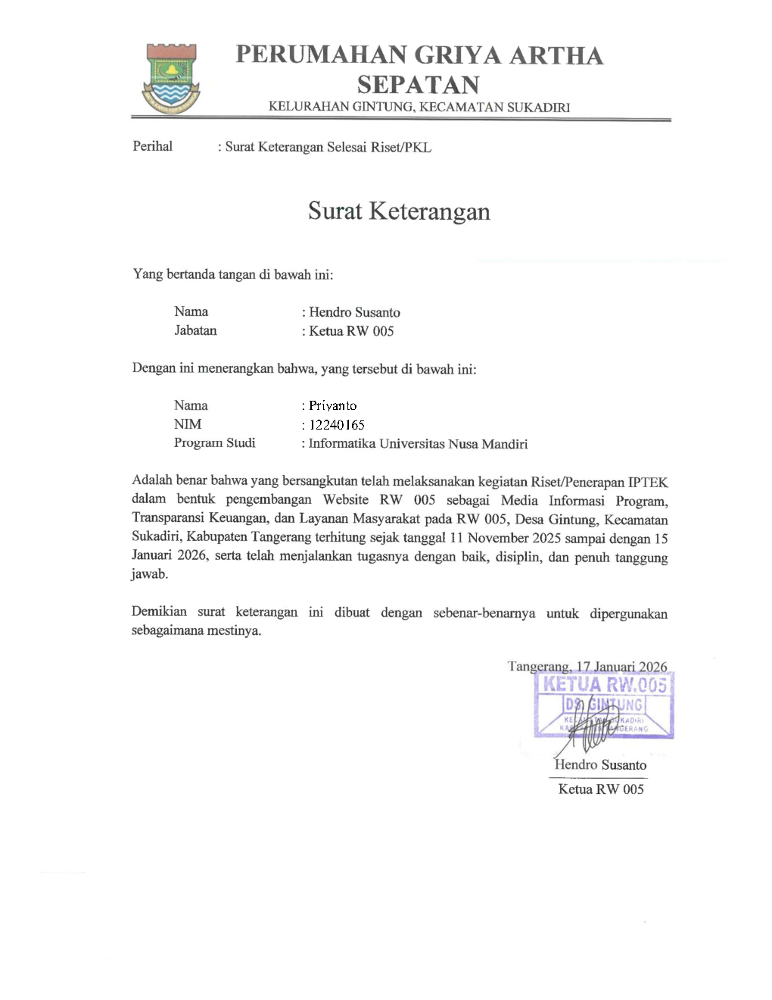 PERUMAHAN GRIYA ARTHA
SEPATAN
KELURAHAN GINTUNG, KECAMATAN SUKADIRI
Perihal : Surat Keterangan Selesai Riset/PKL
Surat Keterangan
Yang bertanda tangan di bawah ini:
Nama : Hendro Susanto
Jabatan : Ketua RW 005
Dengan ini menerangkan bahwa, yang tersebut di bawah ini:
Nama : Priyanto
NIM : 12240165
Program Studi : Informatika Universitas Nusa Mandiri
Adalah benar bahwa yang bersangkutan telah melaksanakan kegiatan Riset/Penerapan IPTEK
dalam bentuk pengembangan Website RW 005 sebagai Media Informasi Program,
Transparansi Keuangan, dan Layanan Masyarakat pada RW 005, Desa Gintung, Kecamatan
Sukadiri, Kabupaten Tangerang terhitung sejak tanggal 11 November 2025 sampai dengan 15
Januari 2026, serta telah menjalankan tugasnya dengan baik, disiplin, dan penuh tanggung
jawab.
Demikian surat keterangan ini dibuat dengan sebenar-benarnya untuk dipergunakan
sebagaimana mestinya.
Tangerang, 17 Januari 2026
KETUA RW.005
DS. GINTUNG
Hendro Susanto
Ketua RW 005